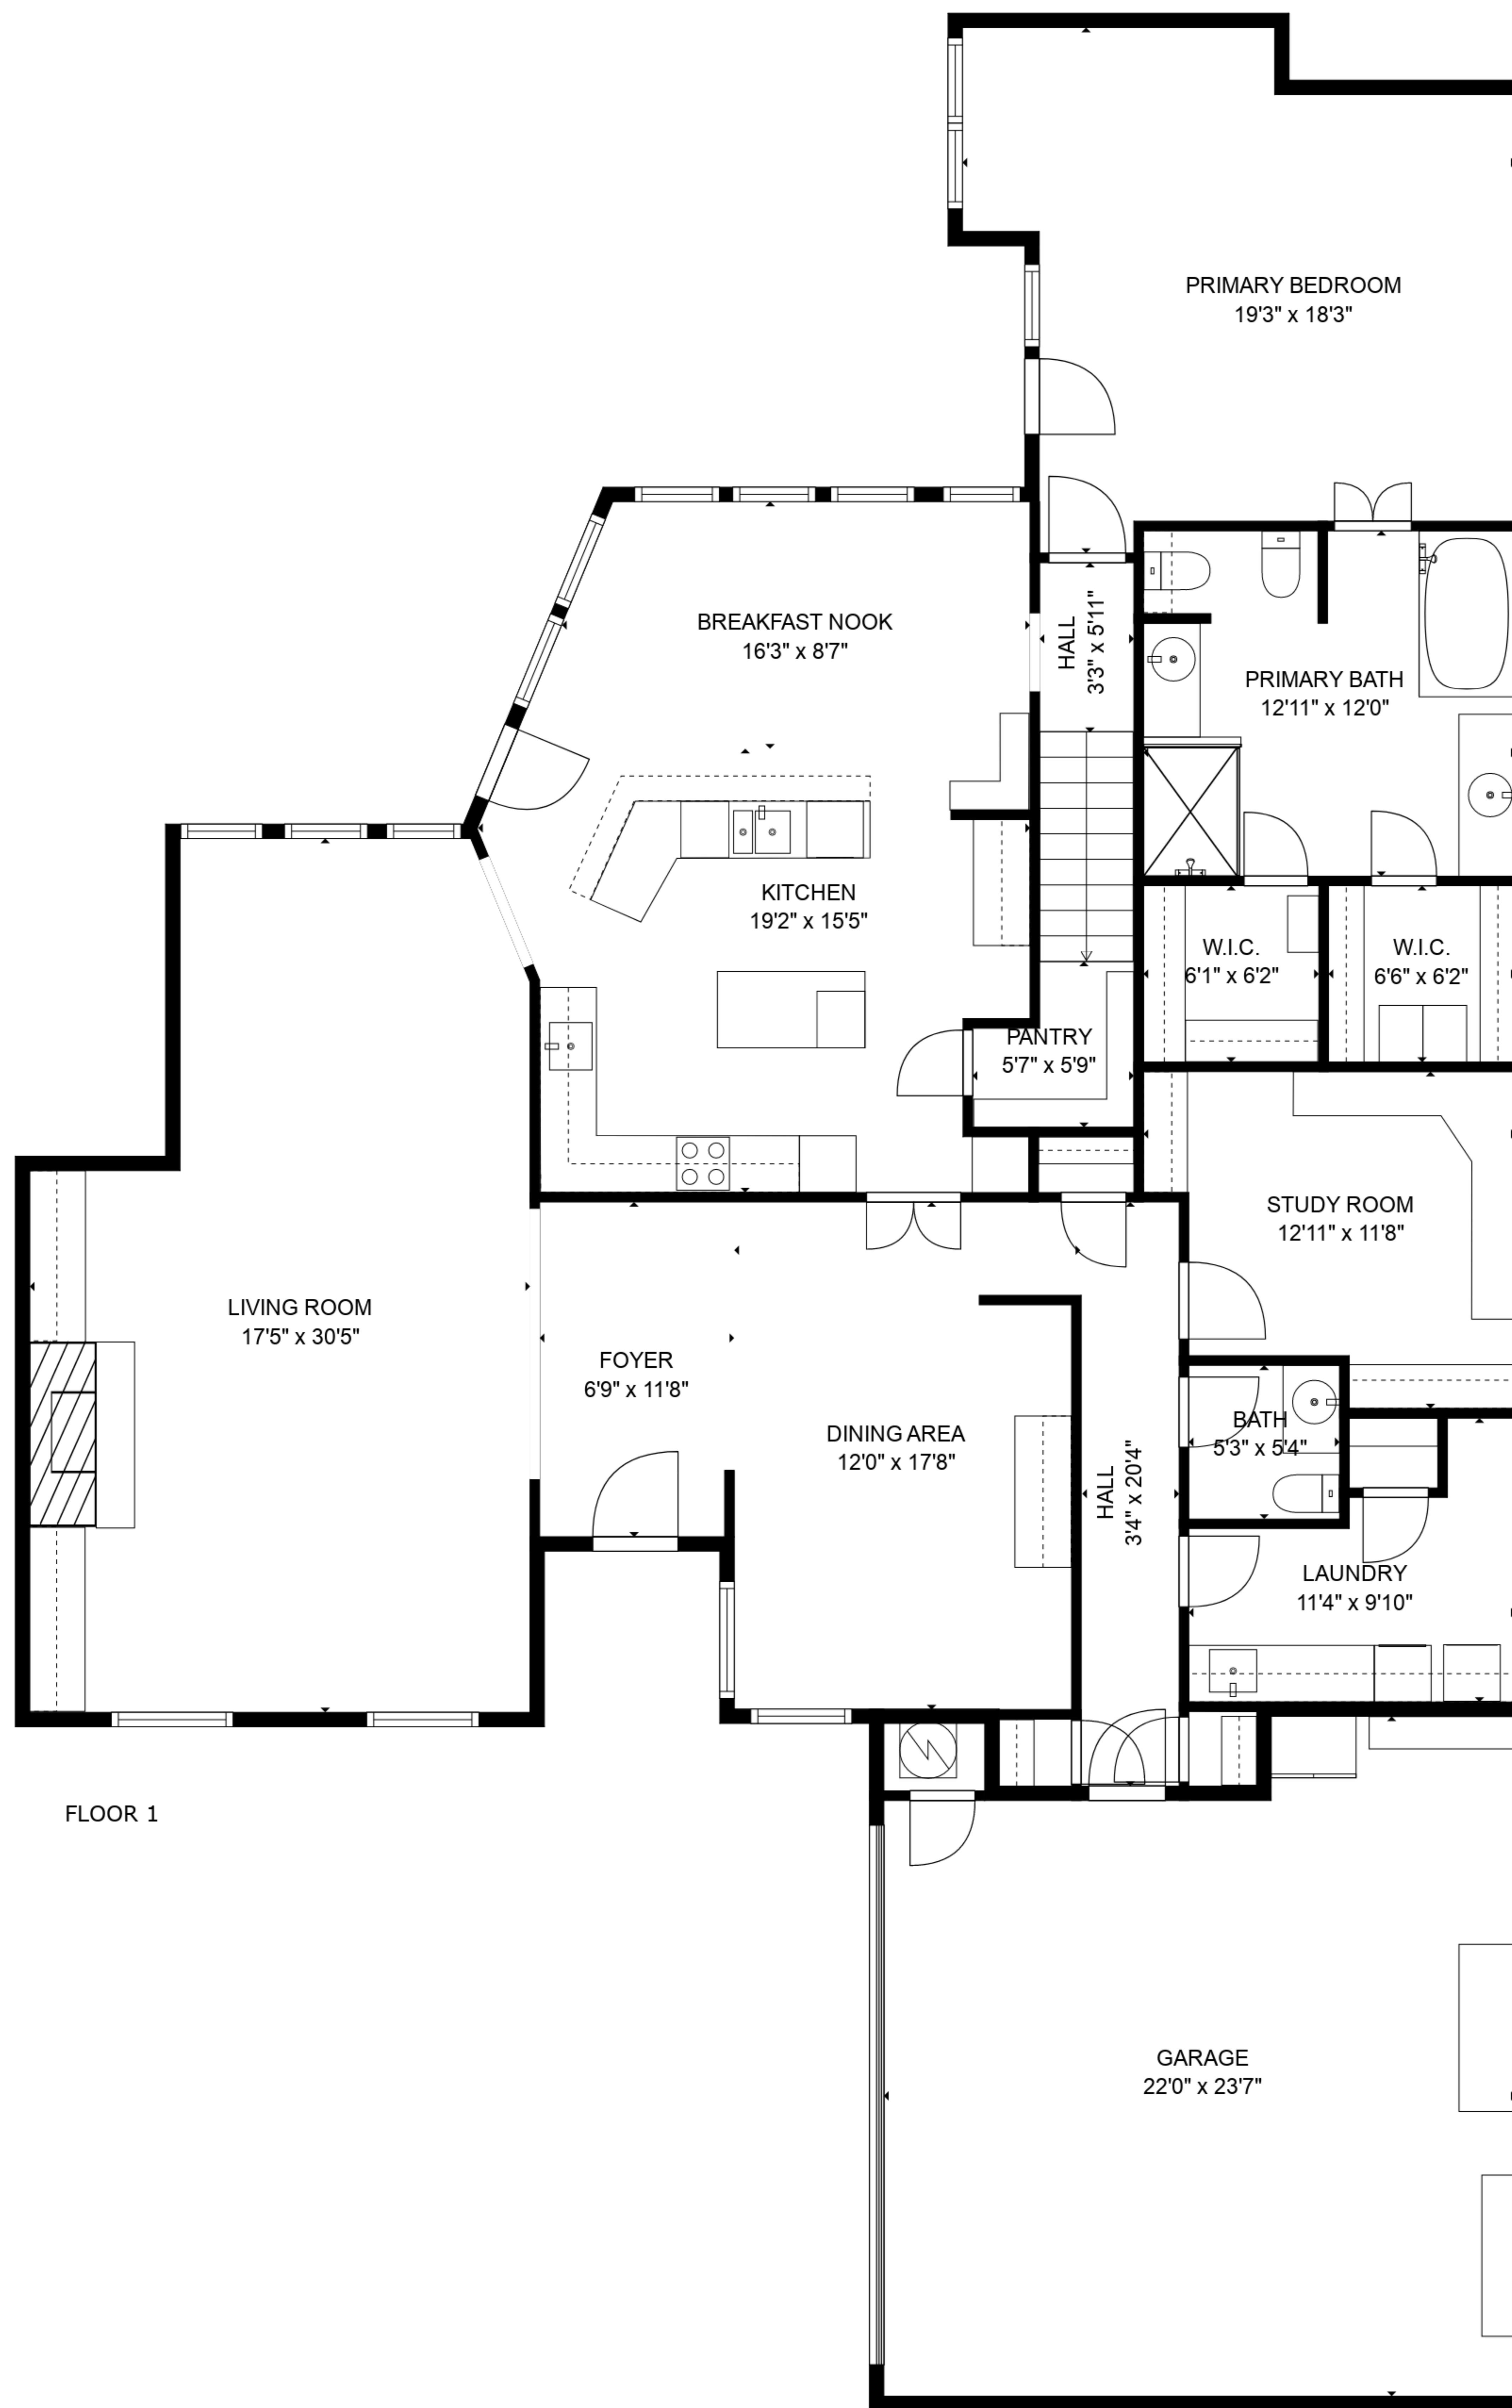 PRIMARY BEDROOM
19'3" x 18'3"
BREAKFAST NOOK
16'3" x 8'7"
HALL
3'3" x 5'11"
PRIMARY BATH
12'11" x 12'0"
KITCHEN
19'2" x 15'5"
W.I.C.
6'1" x 6'2"
W.I.C.
6'6" x 6'2"
PANTRY
5'7" x 5'9"
STUDY ROOM
12'11" x 11'8"
LIVING ROOM
17'5" x 30'5"
FOYER
6'9" x 11'8"
DINING AREA
12'0" x 17'8"
HALL
3'4" x 20'4"
BATH
5'3" x 5'4"
LAUNDRY
11'4" x 9'10"
FLOOR 1
GARAGE
22'0" x 23'7"